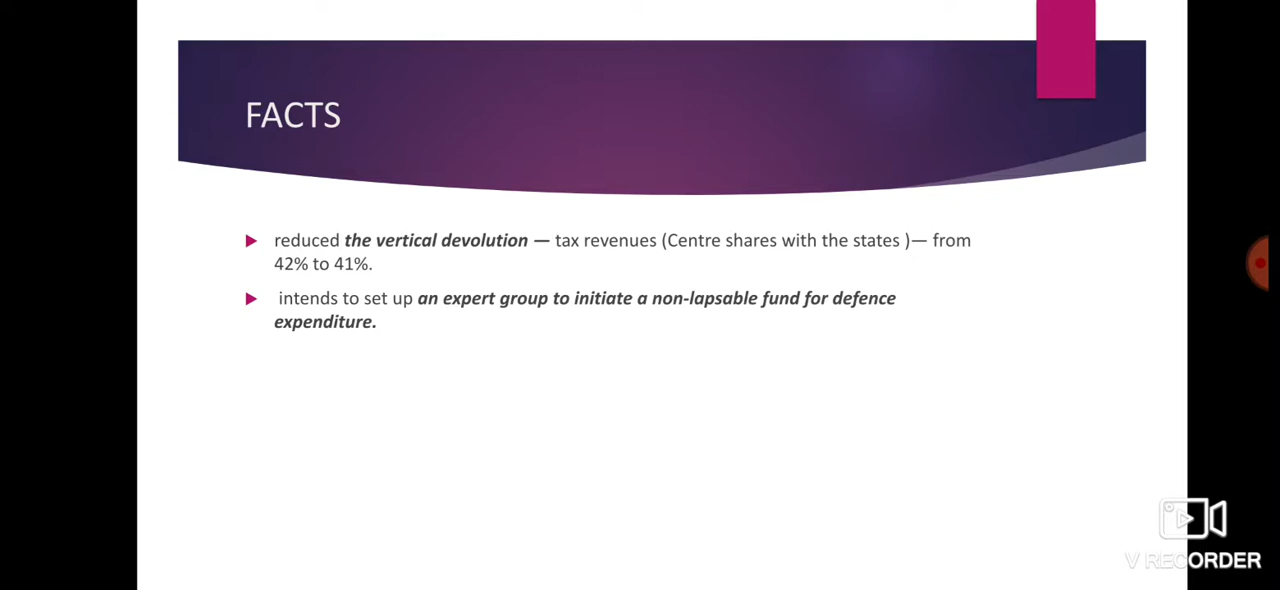 FACTS
reduced the vertical devolution — tax revenues (Centre shares with the states )— from
42% to 41%.
intends to set up an expert group to initiate a non-lapsable fund for defence
expenditure.
V RECORDER